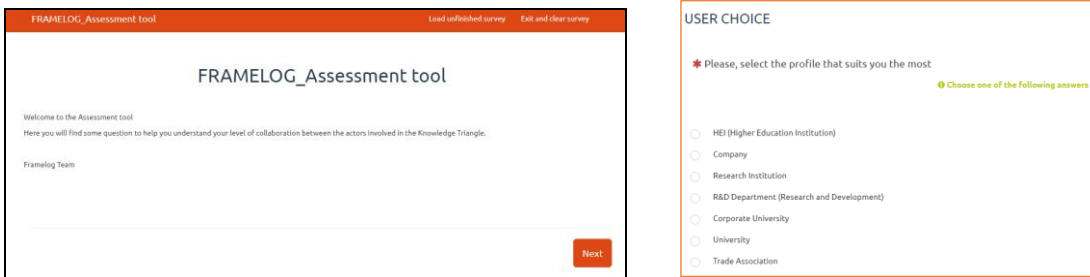 FRAMELOG_Assessment tool
Load unfinished survey
Exit and clear survey
FRAMELOG_Assessment tool
Welcome to the Assessment tool
Here you will find some question to help you understand your level of collaboration between the actors involved in the Knowledge Triangle.
Framelog Team
Next
USER CHOICE
* Please, select the profile that suits you the most
Choose one of the following answers
HEI (Higher Education Institution)
Company
Research Institution
R&D Department (Research and Development)
Corporate University
University
Trade Association